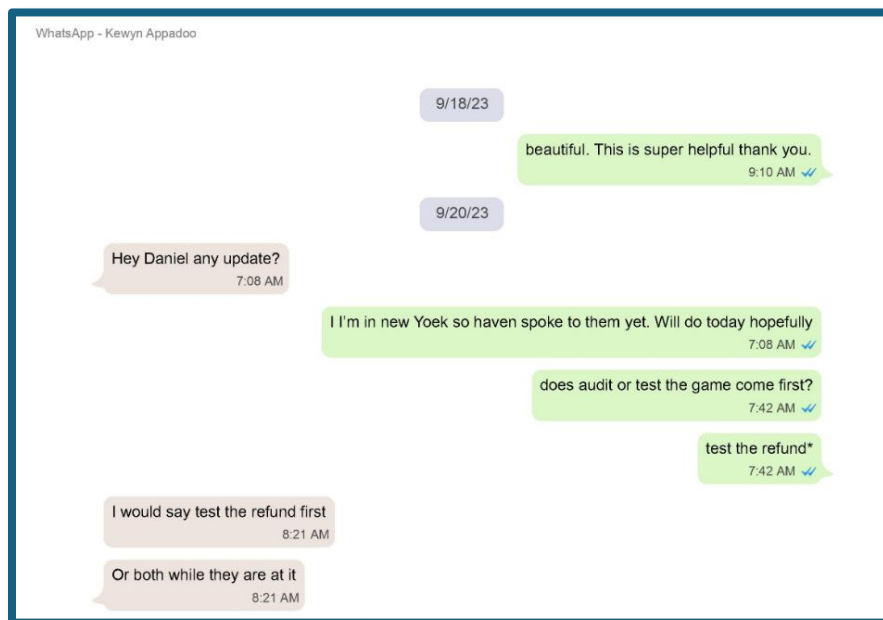 WhatsApp - Kewyn Appadoo
9/18/23
beautiful. This is super helpful thank you.
9:10 AM
9/20/23
Hey Daniel any update?
7:08 AM
I I'm in new Yoek so haven spoke to them yet. Will do today hopefully
7:08 AM
does audit or test the game come first?
7:42 AM
test the refund*
7:42 AM
I would say test the refund first
8:21 AM
Or both while they are at it
8:21 AM